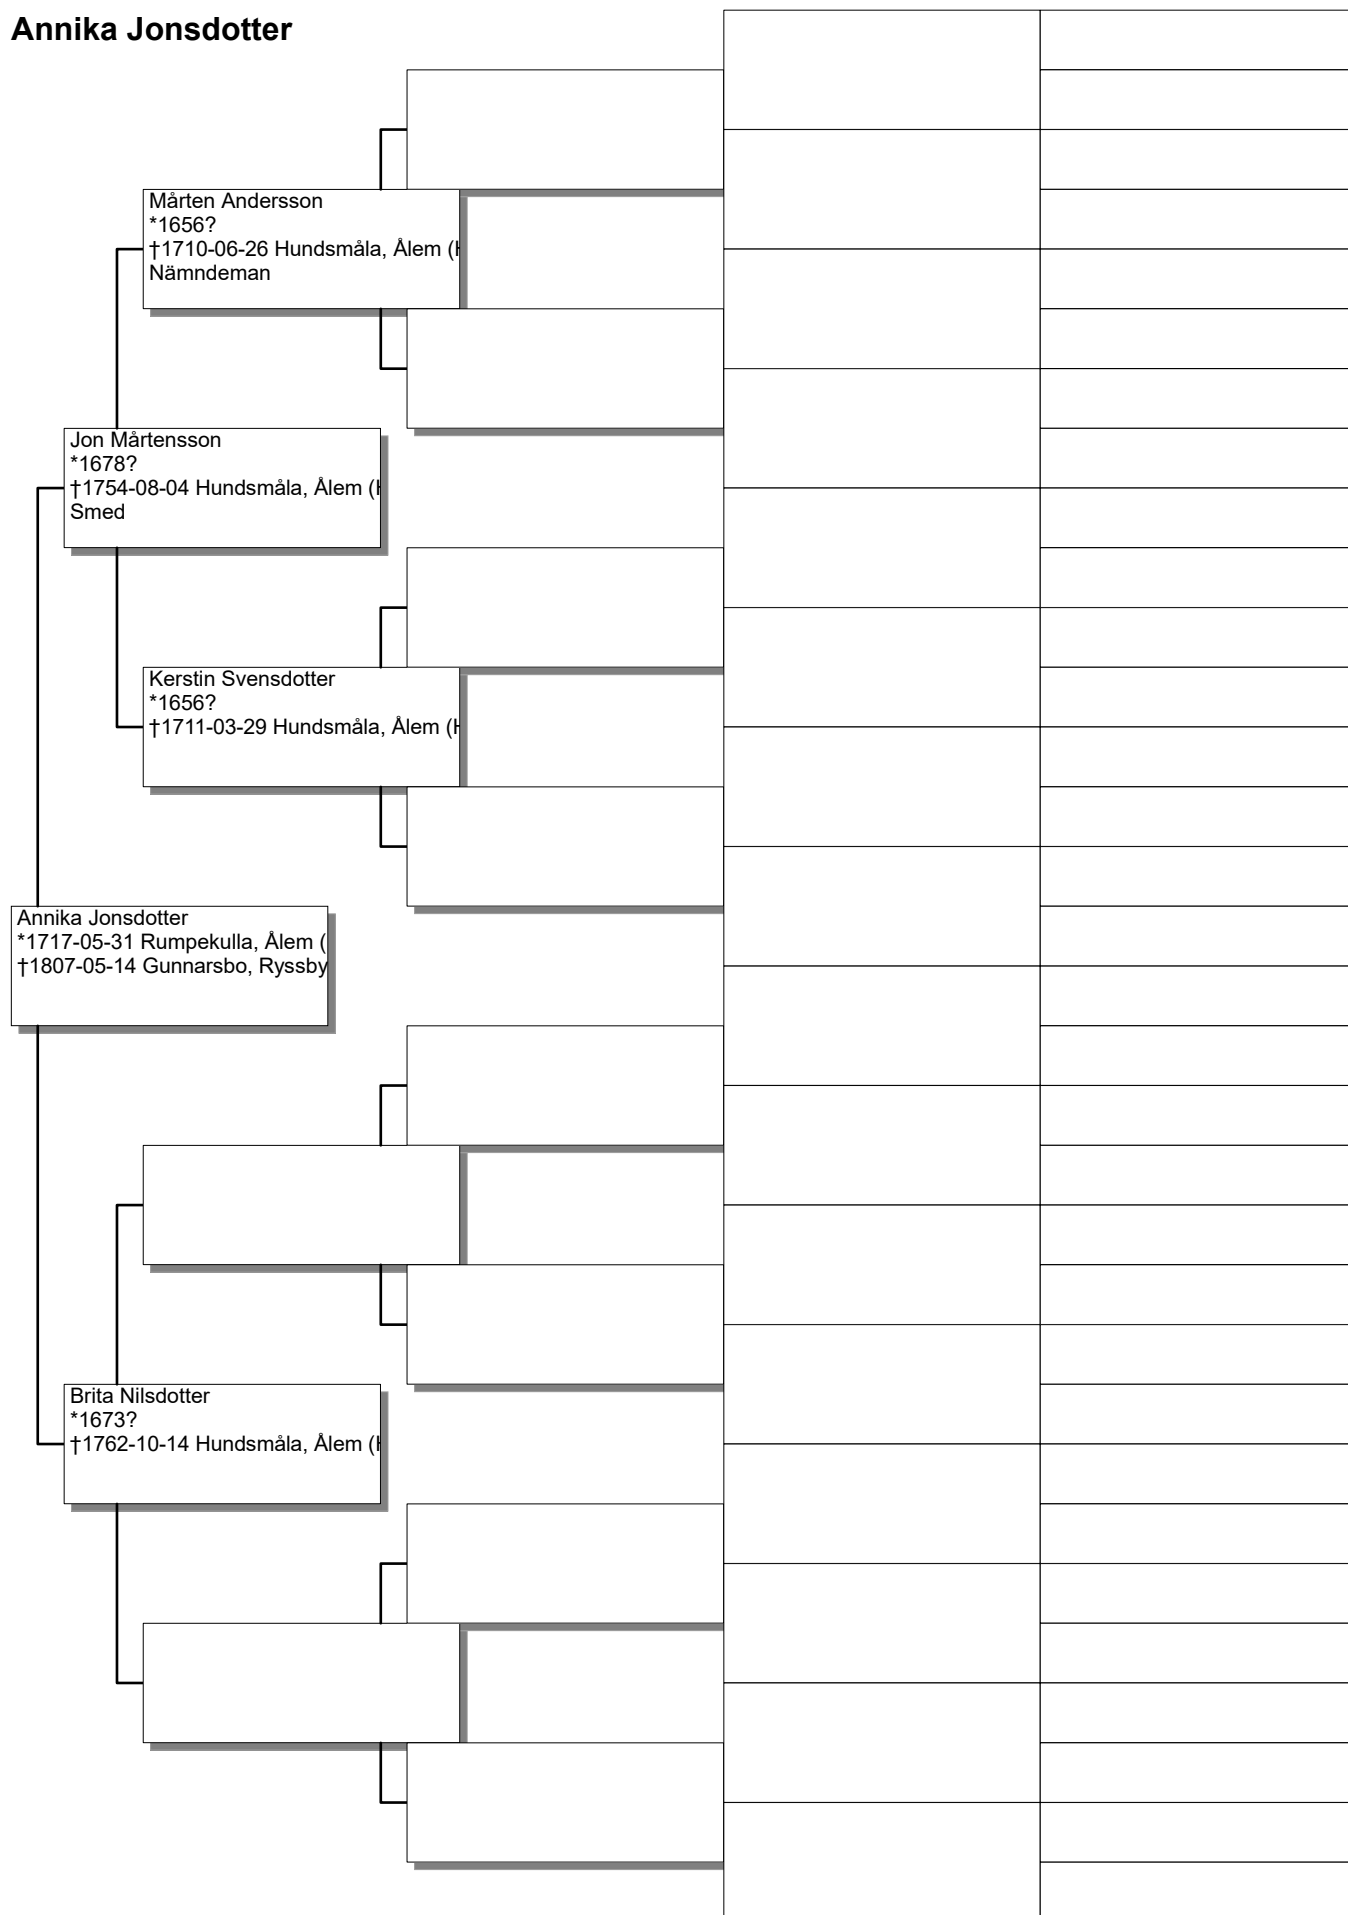 Annika Jonsdotter
Mårten Andersson
*1656?
†1710-06-26 Hundsmåla, Ålem (
Nämndeman
Jon Mårtensson
*1678?
†1754-08-04 Hundsmåla, Ålem (
Smed
Kerstin Svensdotter
*1656?
†1711-03-29 Hundsmåla, Ålem (
Annika Jonsdotter
*1717-05-31 Rumpekulla, Ålem (
†1807-05-14 Gunnarsbo, Ryssby
Brita Nilsdotter
*1673?
†1762-10-14 Hundsmåla, Ålem (